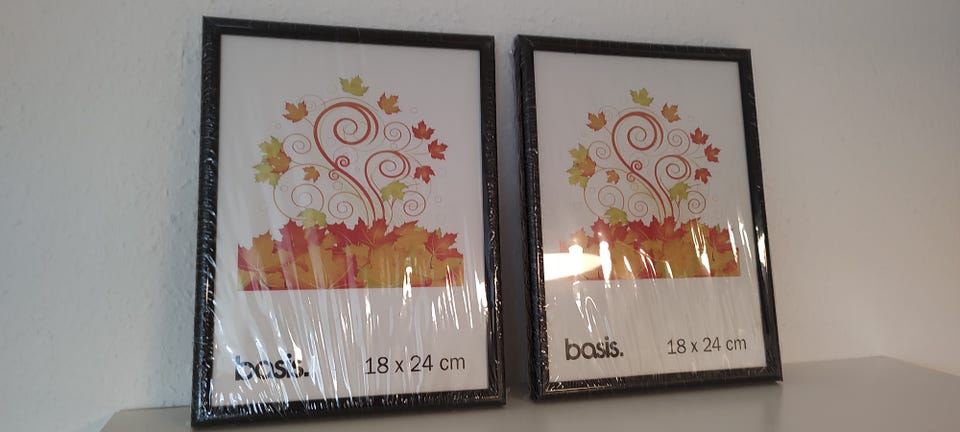 basis.
18 x 24 cm
basis.
18 x 24 cm